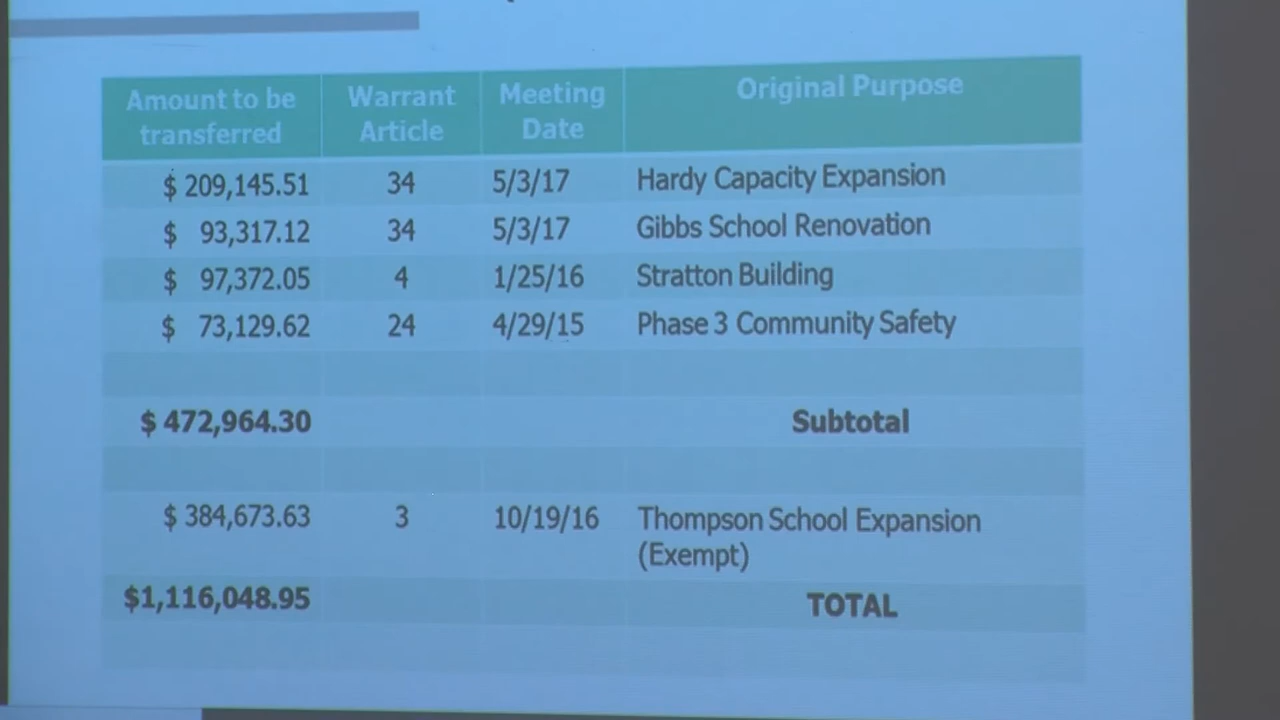 Amount to be transferred Warrant Article Meeting Date Original Purpose
$ 209,145.51 34 5/3/17 Hardy Capacity Expansion
$ 93,317.12 34 5/3/17 Gibbs School Renovation
$ 97,372.05 4 1/25/16 Stratton Building
$ 73,129.62 24 4/29/15 Phase 3 Community Safety
$ 472,964.30 Subtotal
$ 384,673.63 3 10/19/16 Thompson School Expansion
(Exempt)
$1,116,048.95 TOTAL